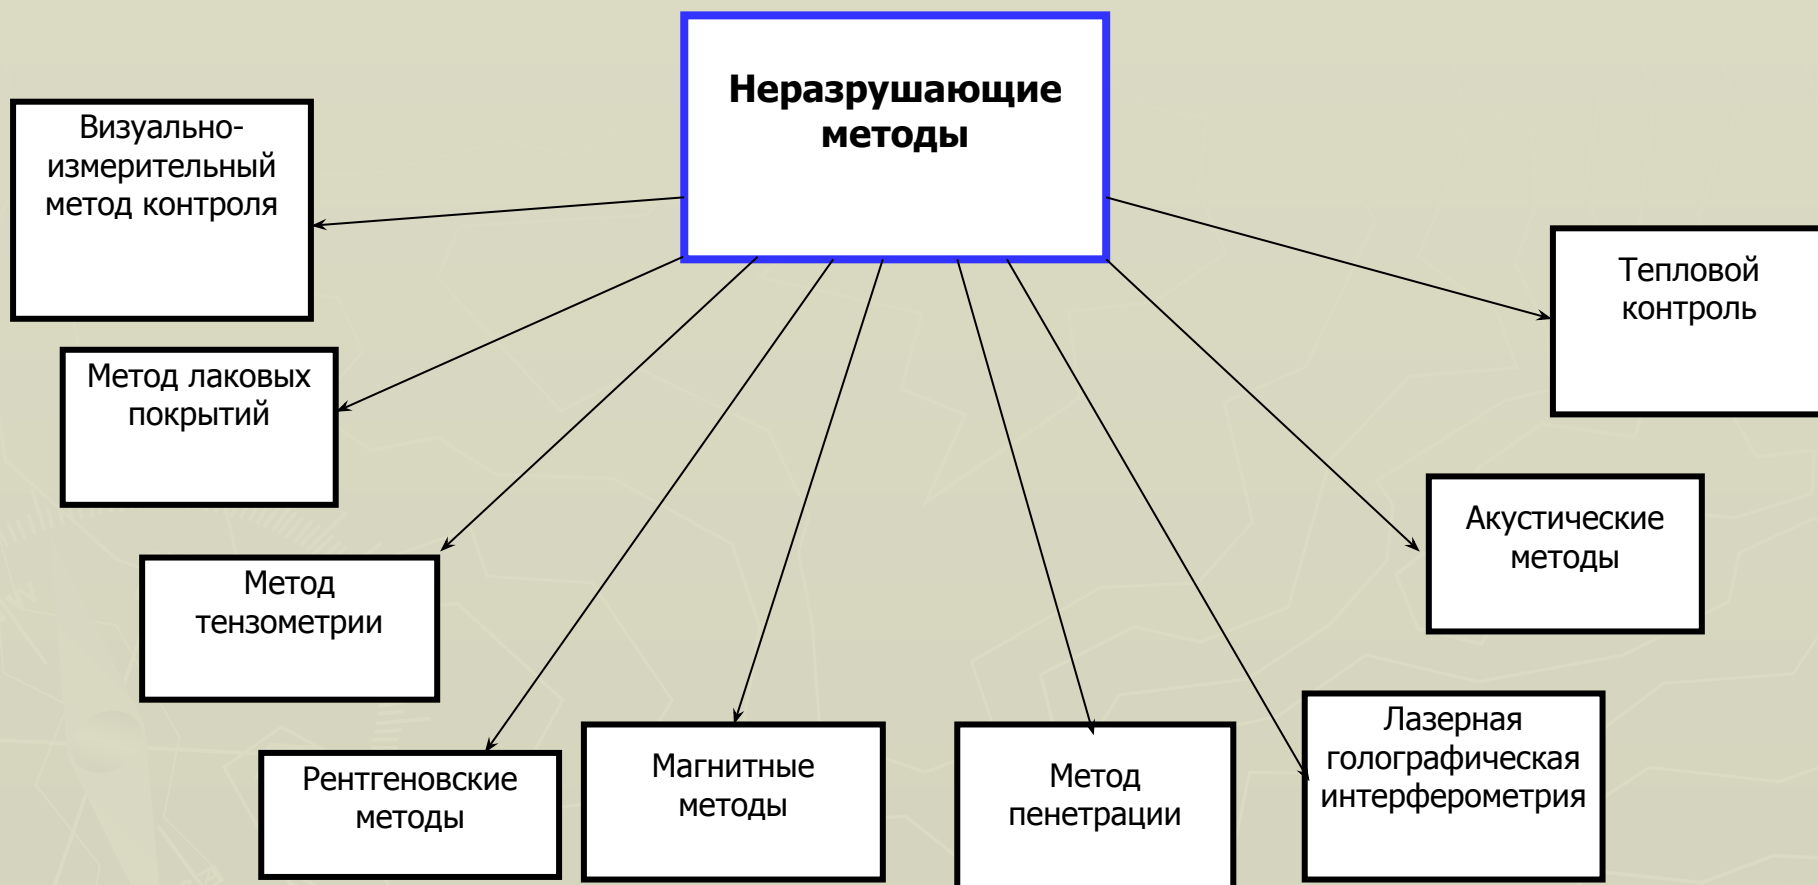 Неразрушающие
методы
Визуально-
измерительный
метод контроля
Метод лаковых
покрытий
Метод
тензометрии
Рентгеновские
методы
Магнитные
методы
Метод
пенетрации
Лазерная
голографическая
интерферометрия
Акустические
методы
Тепловой
контроль